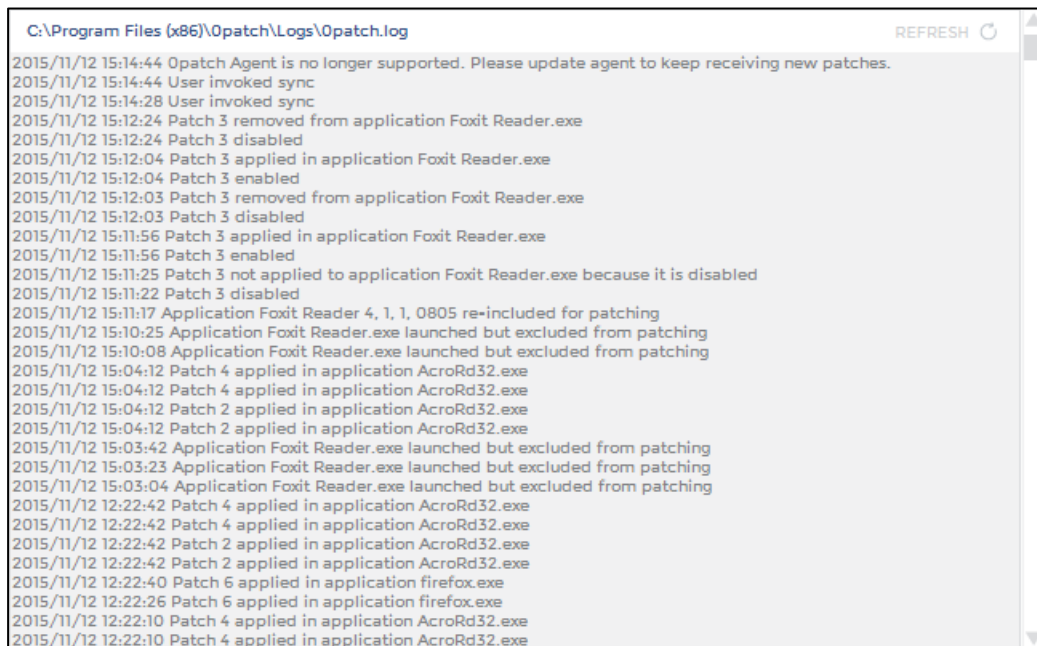 C:\Program Files (x86)\0patch\Logs\0patch.log
REFRESH
2015/11/12 15:14:44 0patch Agent is no longer supported. Please update agent to keep receiving new patches.
2015/11/12 15:14:44 User invoked sync
2015/11/12 15:14:28 User invoked sync
2015/11/12 15:12:24 Patch 3 removed from application Foxit Reader.exe
2015/11/12 15:12:24 Patch 3 disabled
2015/11/12 15:12:04 Patch 3 applied in application Foxit Reader.exe
2015/11/12 15:12:04 Patch 3 enabled
2015/11/12 15:12:03 Patch 3 removed from application Foxit Reader.exe
2015/11/12 15:12:03 Patch 3 disabled
2015/11/12 15:11:56 Patch 3 applied in application Foxit Reader.exe
2015/11/12 15:11:56 Patch 3 enabled
2015/11/12 15:11:25 Patch 3 not applied to application Foxit Reader.exe because it is disabled
2015/11/12 15:11:22 Patch 3 disabled
2015/11/12 15:11:17 Application Foxit Reader 4, 1, 1, 0805 re-included for patching
2015/11/12 15:10:25 Application Foxit Reader.exe launched but excluded from patching
2015/11/12 15:10:08 Application Foxit Reader.exe launched but excluded from patching
2015/11/12 15:04:12 Patch 4 applied in application AcroRd32.exe
2015/11/12 15:04:12 Patch 4 applied in application AcroRd32.exe
2015/11/12 15:04:12 Patch 2 applied in application AcroRd32.exe
2015/11/12 15:04:12 Patch 2 applied in application AcroRd32.exe
2015/11/12 15:03:42 Application Foxit Reader.exe launched but excluded from patching
2015/11/12 15:03:23 Application Foxit Reader.exe launched but excluded from patching
2015/11/12 15:03:04 Application Foxit Reader.exe launched but excluded from patching
2015/11/12 12:22:42 Patch 4 applied in application AcroRd32.exe
2015/11/12 12:22:42 Patch 4 applied in application AcroRd32.exe
2015/11/12 12:22:42 Patch 2 applied in application AcroRd32.exe
2015/11/12 12:22:42 Patch 2 applied in application AcroRd32.exe
2015/11/12 12:22:40 Patch 6 applied in application firefox.exe
2015/11/12 12:22:26 Patch 6 applied in application firefox.exe
2015/11/12 12:22:10 Patch 4 applied in application AcroRd32.exe
2015/11/12 12:22:10 Patch 4 applied in application AcroRd32.exe